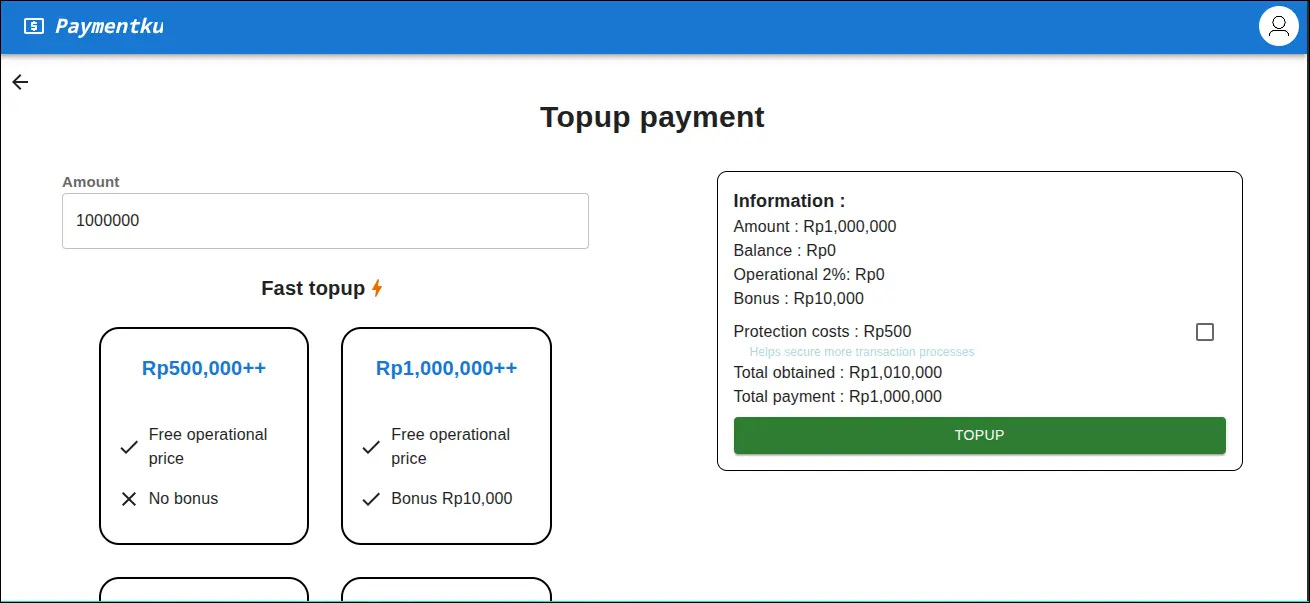 Paymentku
Topup payment
Amount
1000000
Fast topup
Rp500,000++
Free operational
price
No bonus
Rp1,000,000++
Free operational
price
Bonus Rp10,000
Information :
Amount : Rp1,000,000
Balance : Rp0
Operational 2%: Rp0
Bonus : Rp10,000
Protection costs : Rp500
Helps secure more transaction processes
Total obtained : Rp1,010,000
Total payment : Rp1,000,000
TOPUP